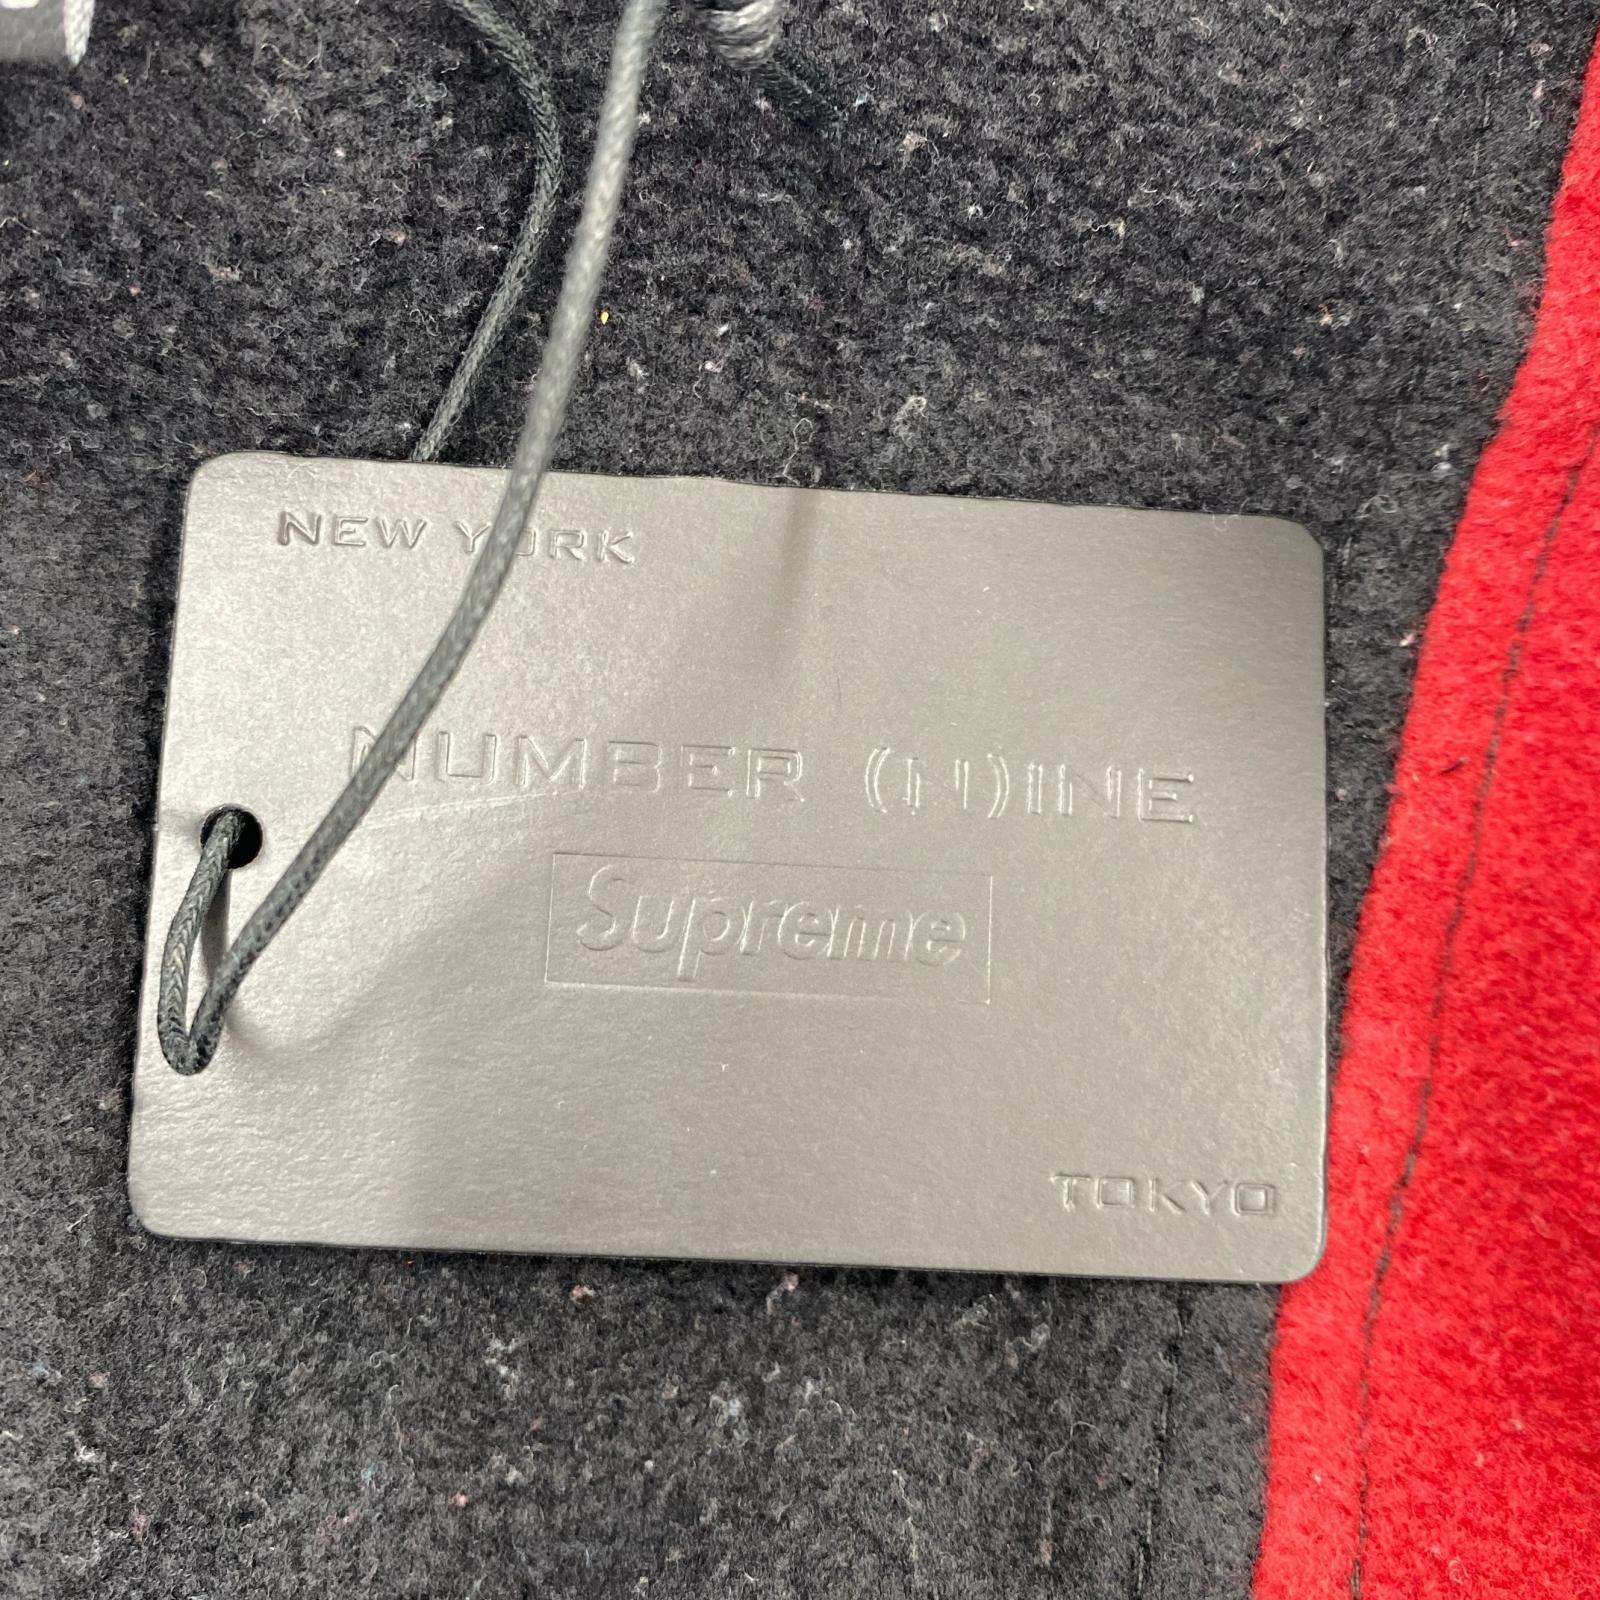 NEW YORK
NUMBER (N)INE
Supreme
TOKYO